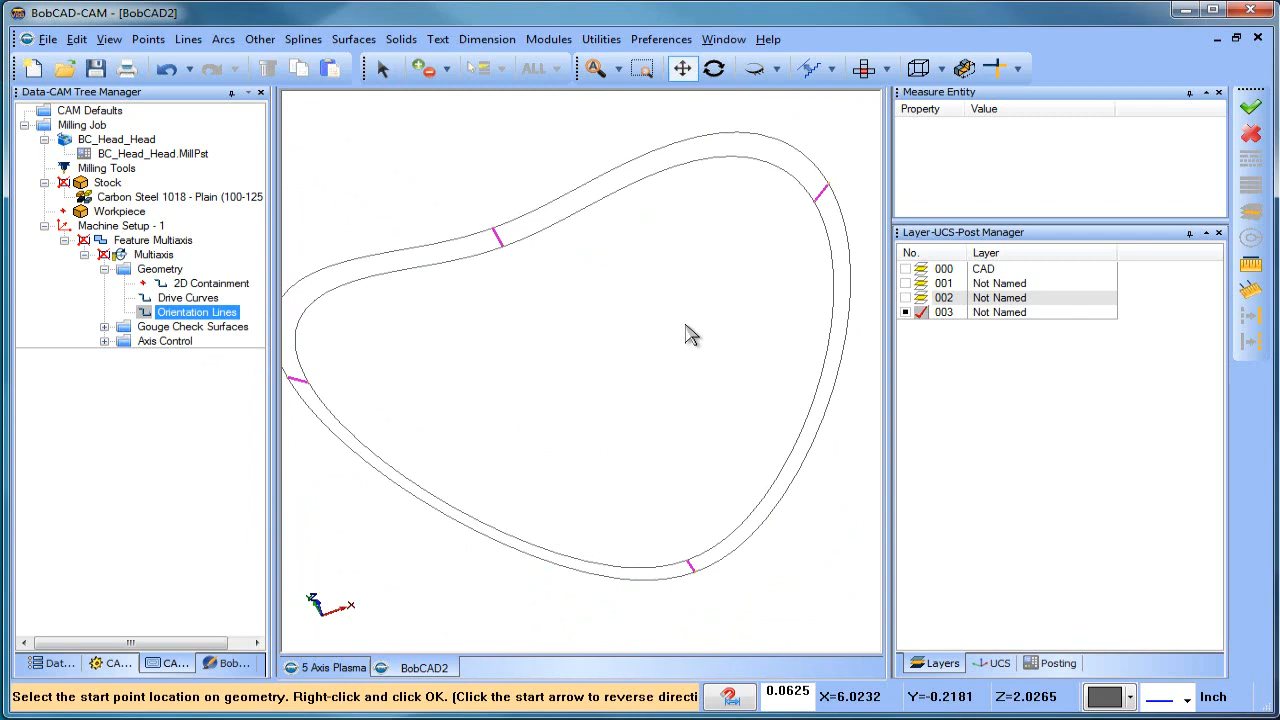 BobCAD-CAM - [BobCAD2]
File Edit View Points Lines Arcs Other Splines Surfaces Solids Text Dimension Modules Utilities Preferences Window Help
ALL
Data-CAM Tree Manager
CAM Defaults
Milling Job
BC_Head_Head
BC_Head_Head.MillPst
Milling Tools
Stock
Carbon Steel 1018 - Plain (100-125
Workpiece
Machine Setup - 1
Feature Multiaxis
Multiaxis
Geometry
2D Containment
Drive Curves
Orientation Lines
Gouge Check Surfaces
Axis Control
Dat... CA... CA... Bob...
Z X
5 Axis Plasma BobCAD2
Measure Entity
Property Value
Layer-UCS-Post Manager
No. Layer
000 CAD
001 Not Named
002 Not Named
003 Not Named
Layers UCS Posting
Select the start point location on geometry. Right-click and click OK. (Click the start arrow to reverse directi 0.0625 X=6.0232 Y=-0.2181 Z=2.0265 Inch